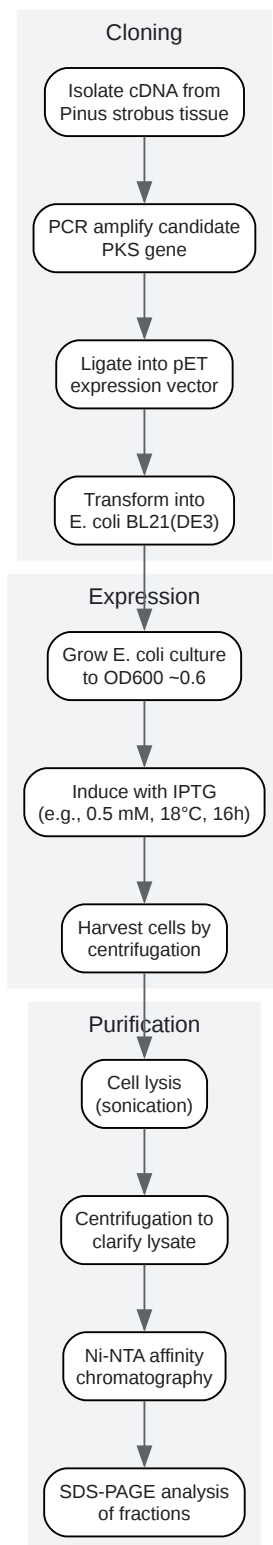 Cloning
Isolate cDNA from
Pinus strobus tissue
PCR amplify candidate
PKS gene
Ligate into pET
expression vector
Transform into
E. coli BL21(DE3)
Expression
Grow E. coli culture
to OD600 ~0.6
Induce with IPTG
(e.g., 0.5 mM, 18°C, 16h)
Harvest cells by
centrifugation
Purification
Cell lysis
(sonication)
Centrifugation to
clarify lysate
Ni-NTA affinity
chromatography
SDS-PAGE analysis
of fractions